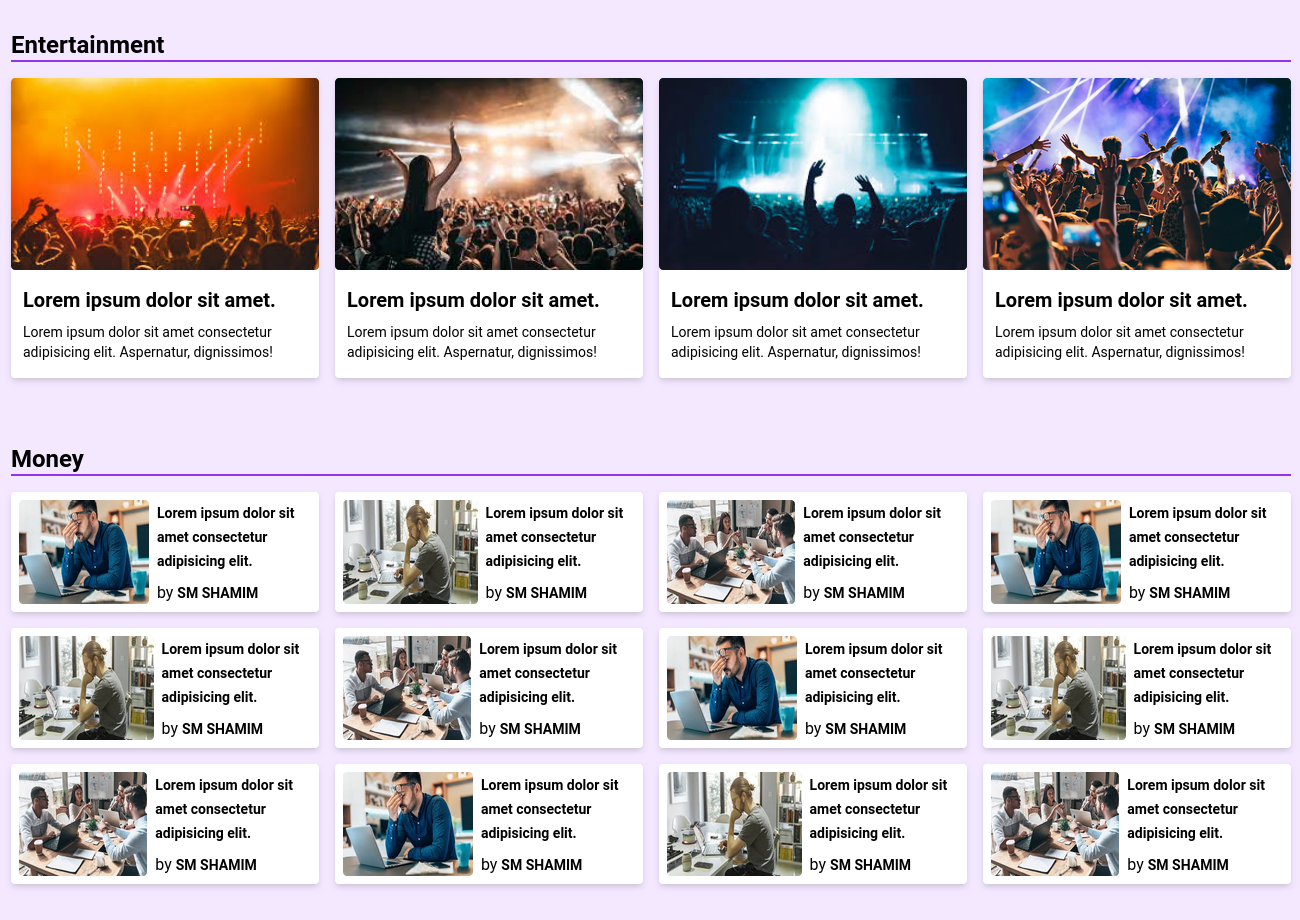 Entertainment
Lorem ipsum dolor sit amet.
Lorem ipsum dolor sit amet consectetur
adipisicing elit. Aspernatur, dignissimos!
Lorem ipsum dolor sit amet.
Lorem ipsum dolor sit amet consectetur
adipisicing elit. Aspernatur, dignissimos!
Lorem ipsum dolor sit amet.
Lorem ipsum dolor sit amet consectetur
adipisicing elit. Aspernatur, dignissimos!
Lorem ipsum dolor sit amet.
Lorem ipsum dolor sit amet consectetur
adipisicing elit. Aspernatur, dignissimos!
Money
Lorem ipsum dolor sit
amet consectetur
adipisicing elit.
by SM SHAMIM
Lorem ipsum dolor sit
amet consectetur
adipisicing elit.
by SM SHAMIM
Lorem ipsum dolor sit
amet consectetur
adipisicing elit.
by SM SHAMIM
Lorem ipsum dolor sit
amet consectetur
adipisicing elit.
by SM SHAMIM
Lorem ipsum dolor sit
amet consectetur
adipisicing elit.
by SM SHAMIM
Lorem ipsum dolor sit
amet consectetur
adipisicing elit.
by SM SHAMIM
Lorem ipsum dolor sit
amet consectetur
adipisicing elit.
by SM SHAMIM
Lorem ipsum dolor sit
amet consectetur
adipisicing elit.
by SM SHAMIM
Lorem ipsum dolor sit
amet consectetur
adipisicing elit.
by SM SHAMIM
Lorem ipsum dolor sit
amet consectetur
adipisicing elit.
by SM SHAMIM
Lorem ipsum dolor sit
amet consectetur
adipisicing elit.
by SM SHAMIM
Lorem ipsum dolor sit
amet consectetur
adipisicing elit.
by SM SHAMIM